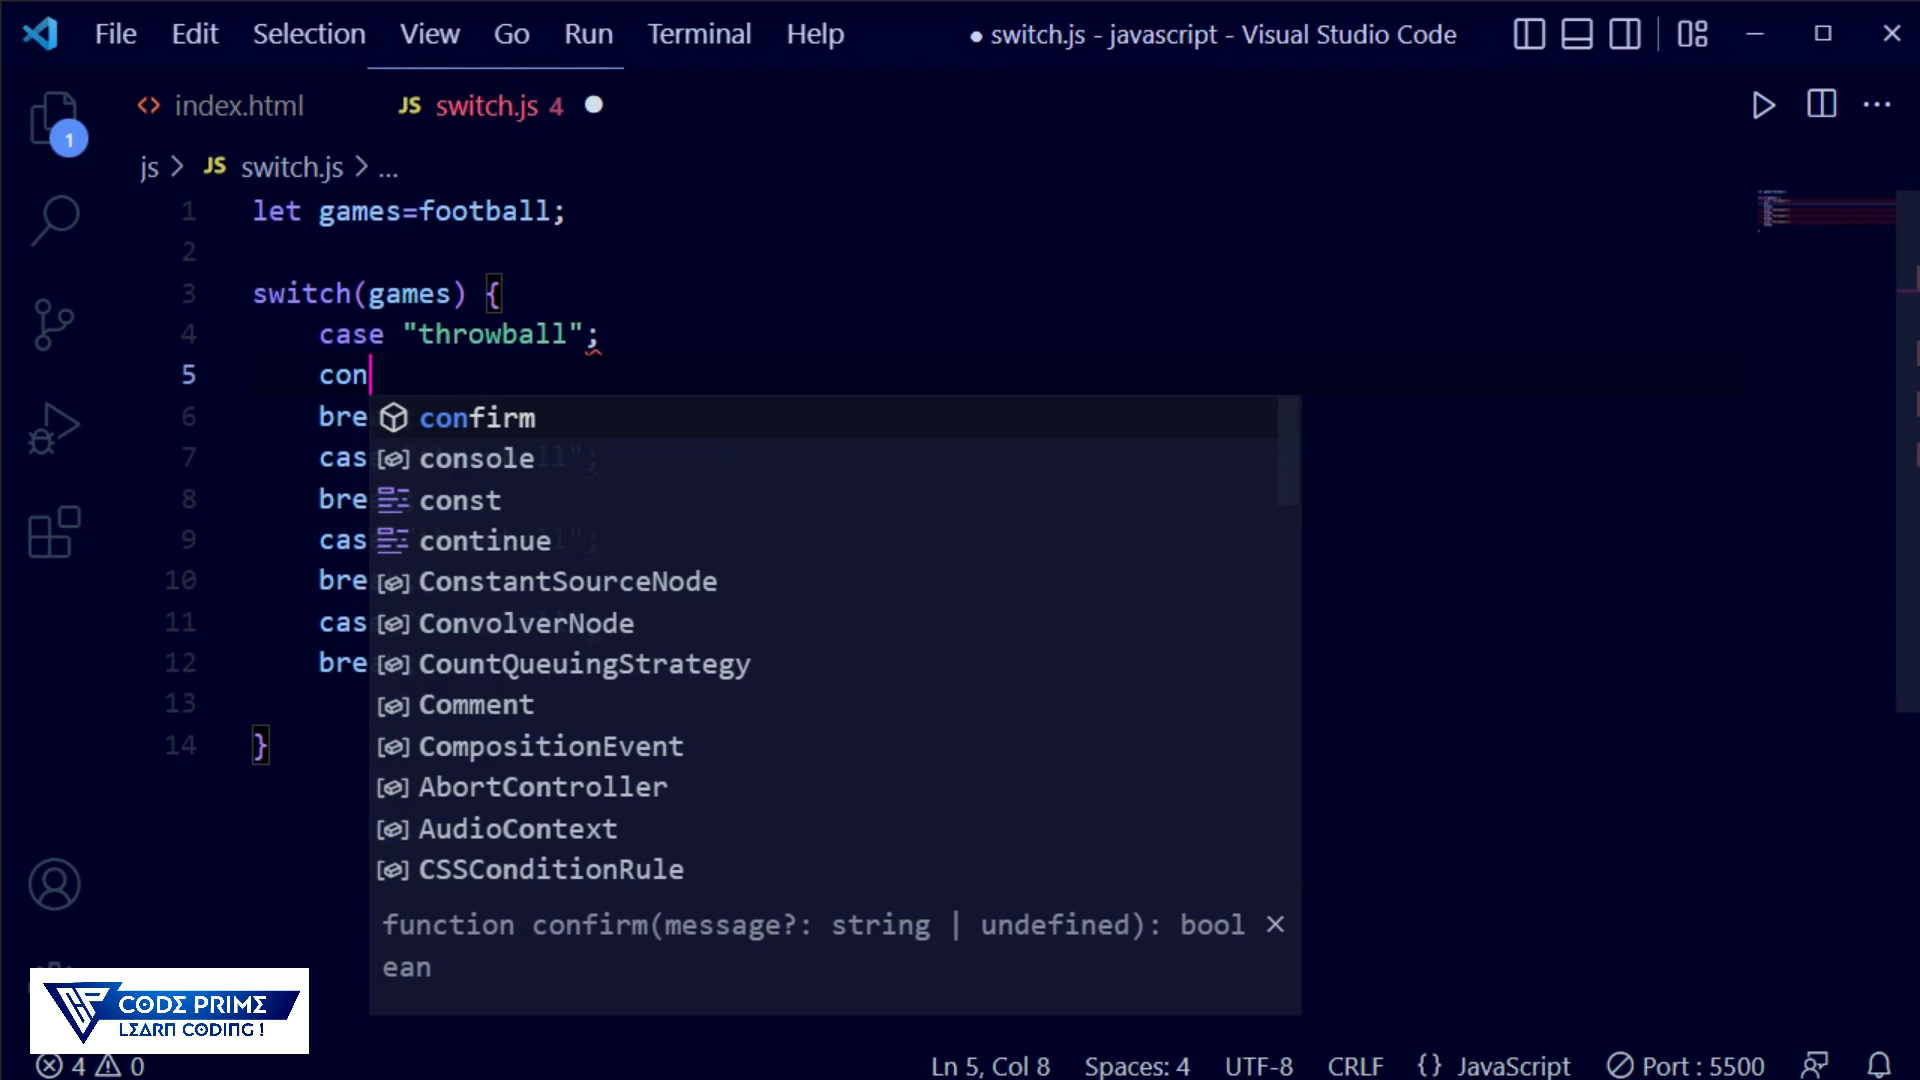 File Edit Selection View Go Run Terminal Help ● switch.js - javascript - Visual Studio Code
<> index.html JS switch.js 4 ●
1
js > JS switch.js > ...
1 let games=football;
2
3 switch(games) {
4 case "throwball";
5 con
6 bre
confirm
7 cas
console
8 bre
const
9 cas
continue
10 bre
ConstantSourceNode
11 cas
ConvolverNode
12 bre
CountQueuingStrategy
13
Comment
14 }
CompositionEvent
AbortController
AudioContext
CSSConditionRule
function confirm(message?: string | undefined): bool
ean
CODE PRIME
LEARN CODING !
4 0 Ln 5, Col 8 Spaces: 4 UTF-8 CRLF {} JavaScript Port : 5500